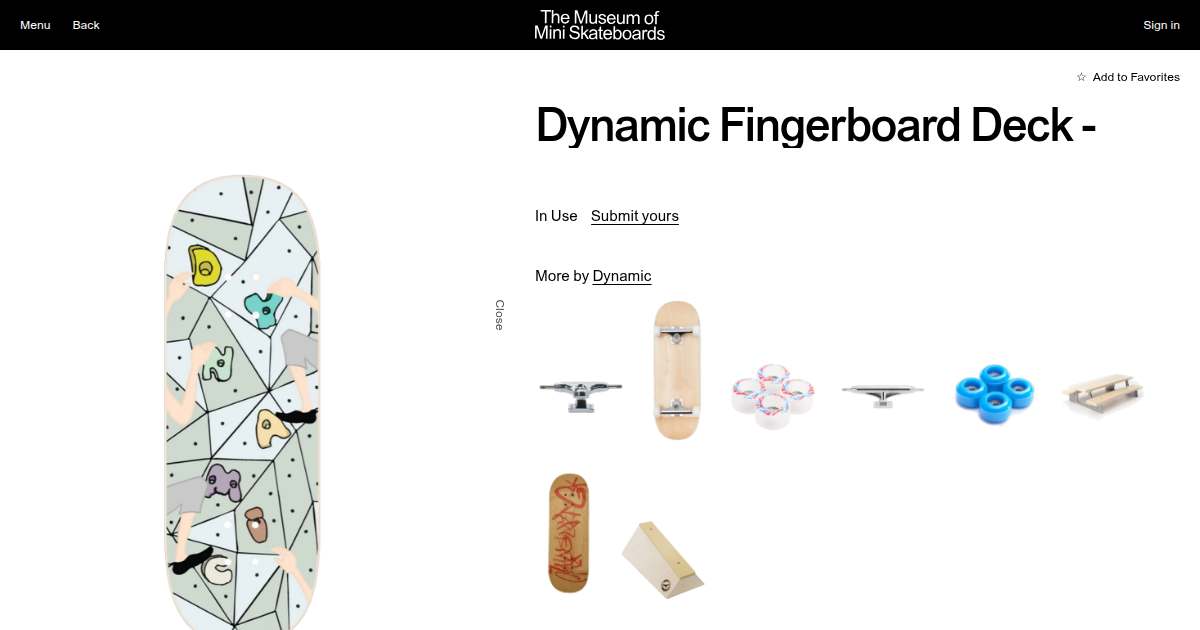 Menu
Back
The Museum of
Mini Skateboards
Sign in
☆ Add to Favorites
Dynamic Fingerboard Deck -
In Use
Submit yours
More by Dynamic
Close